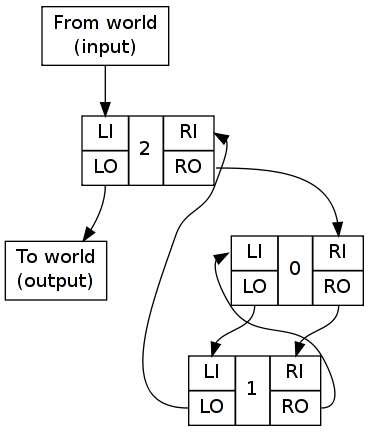 From world
(input)
LI
2
RI
LO
RO
To world
(output)
LI
0
RI
LO
RO
LI
1
RI
LO
RO